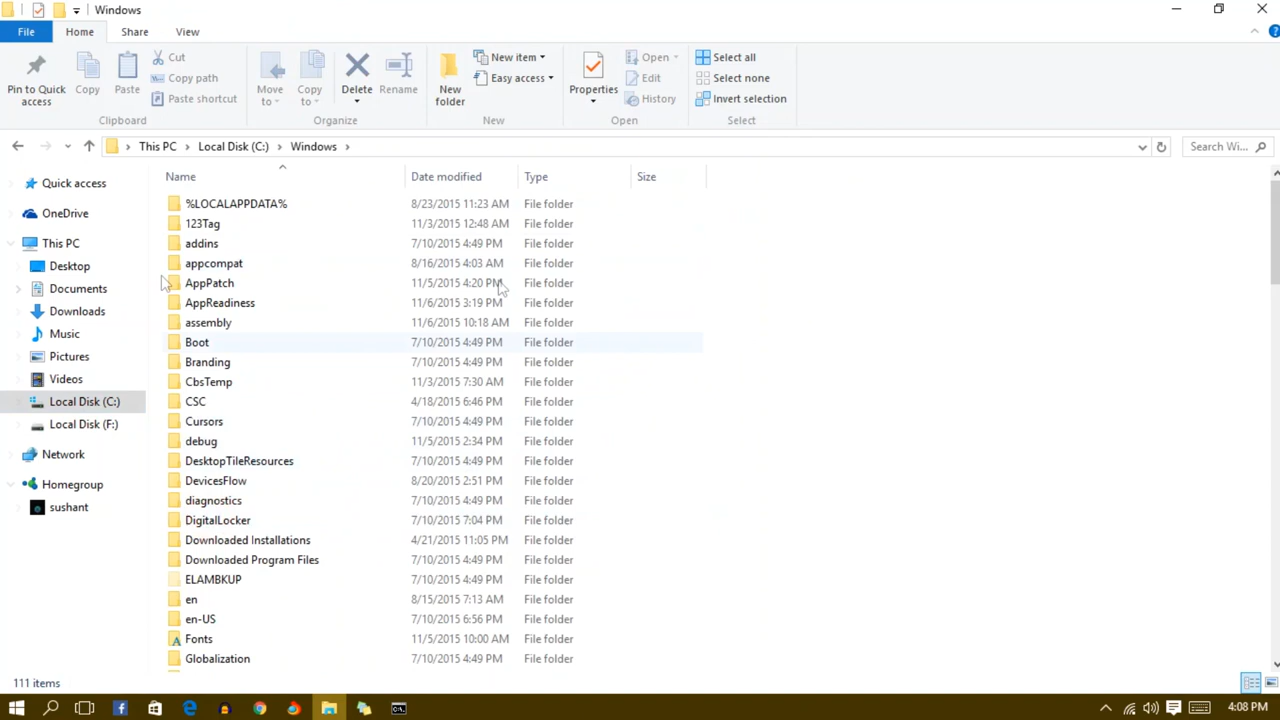 Windows
File Home Share View
Pin to Quick access
Copy
Paste
Cut
Copy path
Paste shortcut
Clipboard
Move to
Copy to
Delete
Rename
Organize
New folder
New item
Easy access
New
Properties
Open
Edit
History
Open
Select all
Select none
Invert selection
Select
This PC Local Disk (C:) Windows
Search Wi...
Quick access
OneDrive
This PC
Desktop
Documents
Downloads
Music
Pictures
Videos
Local Disk (C:)
Local Disk (F:)
Network
Homegroup
sushant
Name Date modified Type Size
%LOCALAPPDATA% 8/23/2015 11:23 AM File folder
123Tag 11/3/2015 12:48 AM File folder
addins 7/10/2015 4:49 PM File folder
appcompat 8/16/2015 4:03 AM File folder
AppPatch 11/5/2015 4:20 PM File folder
AppReadiness 11/6/2015 3:19 PM File folder
assembly 11/6/2015 10:18 AM File folder
Boot 7/10/2015 4:49 PM File folder
Branding 7/10/2015 4:49 PM File folder
CbsTemp 11/3/2015 7:30 AM File folder
CSC 4/18/2015 6:46 PM File folder
Cursors 7/10/2015 4:49 PM File folder
debug 11/5/2015 2:34 PM File folder
DesktopTileResources 7/10/2015 4:49 PM File folder
DevicesFlow 8/20/2015 2:51 PM File folder
diagnostics 7/10/2015 4:49 PM File folder
DigitalLocker 7/10/2015 7:04 PM File folder
Downloaded Installations 4/21/2015 11:05 PM File folder
Downloaded Program Files 7/10/2015 4:49 PM File folder
ELAMBKUP 7/10/2015 4:49 PM File folder
en 8/15/2015 7:13 AM File folder
en-US 7/10/2015 6:56 PM File folder
Fonts 11/5/2015 10:00 AM File folder
Globalization 7/10/2015 4:49 PM File folder
111 items
4:08 PM